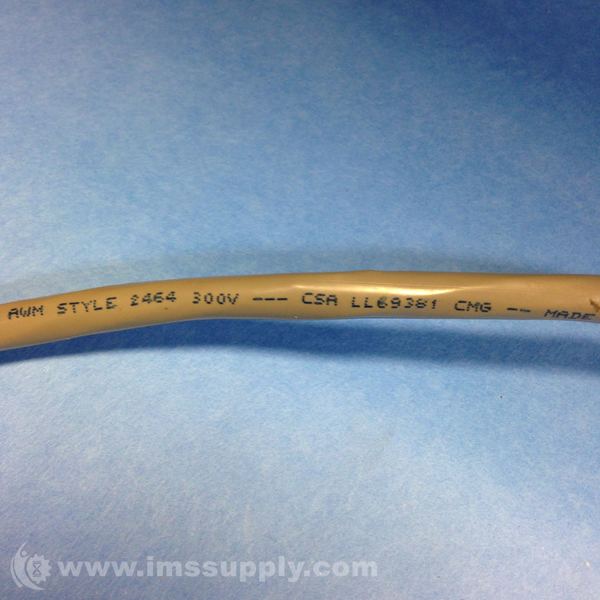 AWM STYLE 2464 300V --- CSA LL69381 CMG -- MADE
www.imssupply.com